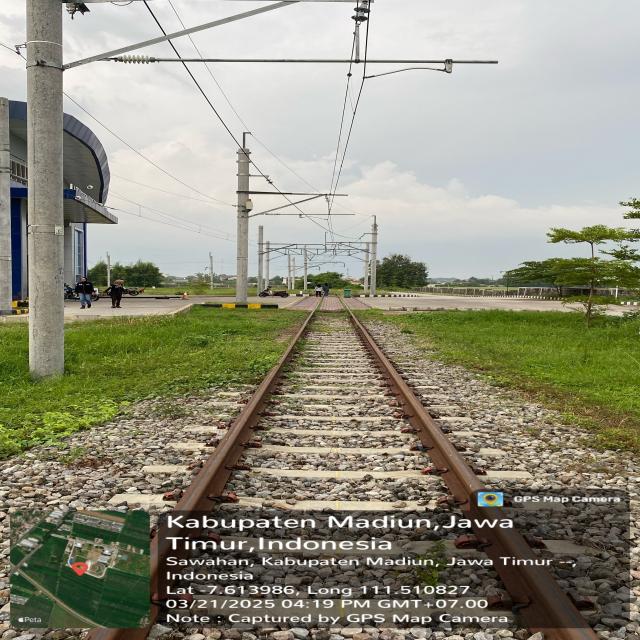 GPS Map Camera
Kabupaten Madiun,Jawa
Timur,Indonesia
Sawahan, Kabupaten Madiun, Jawa Timur --,
Indonesia
Lat -7.613986, Long 111.510827
03/21/2025 04:19 PM GMT+07.00
Note : Captured by GPS Map Camera
Peta